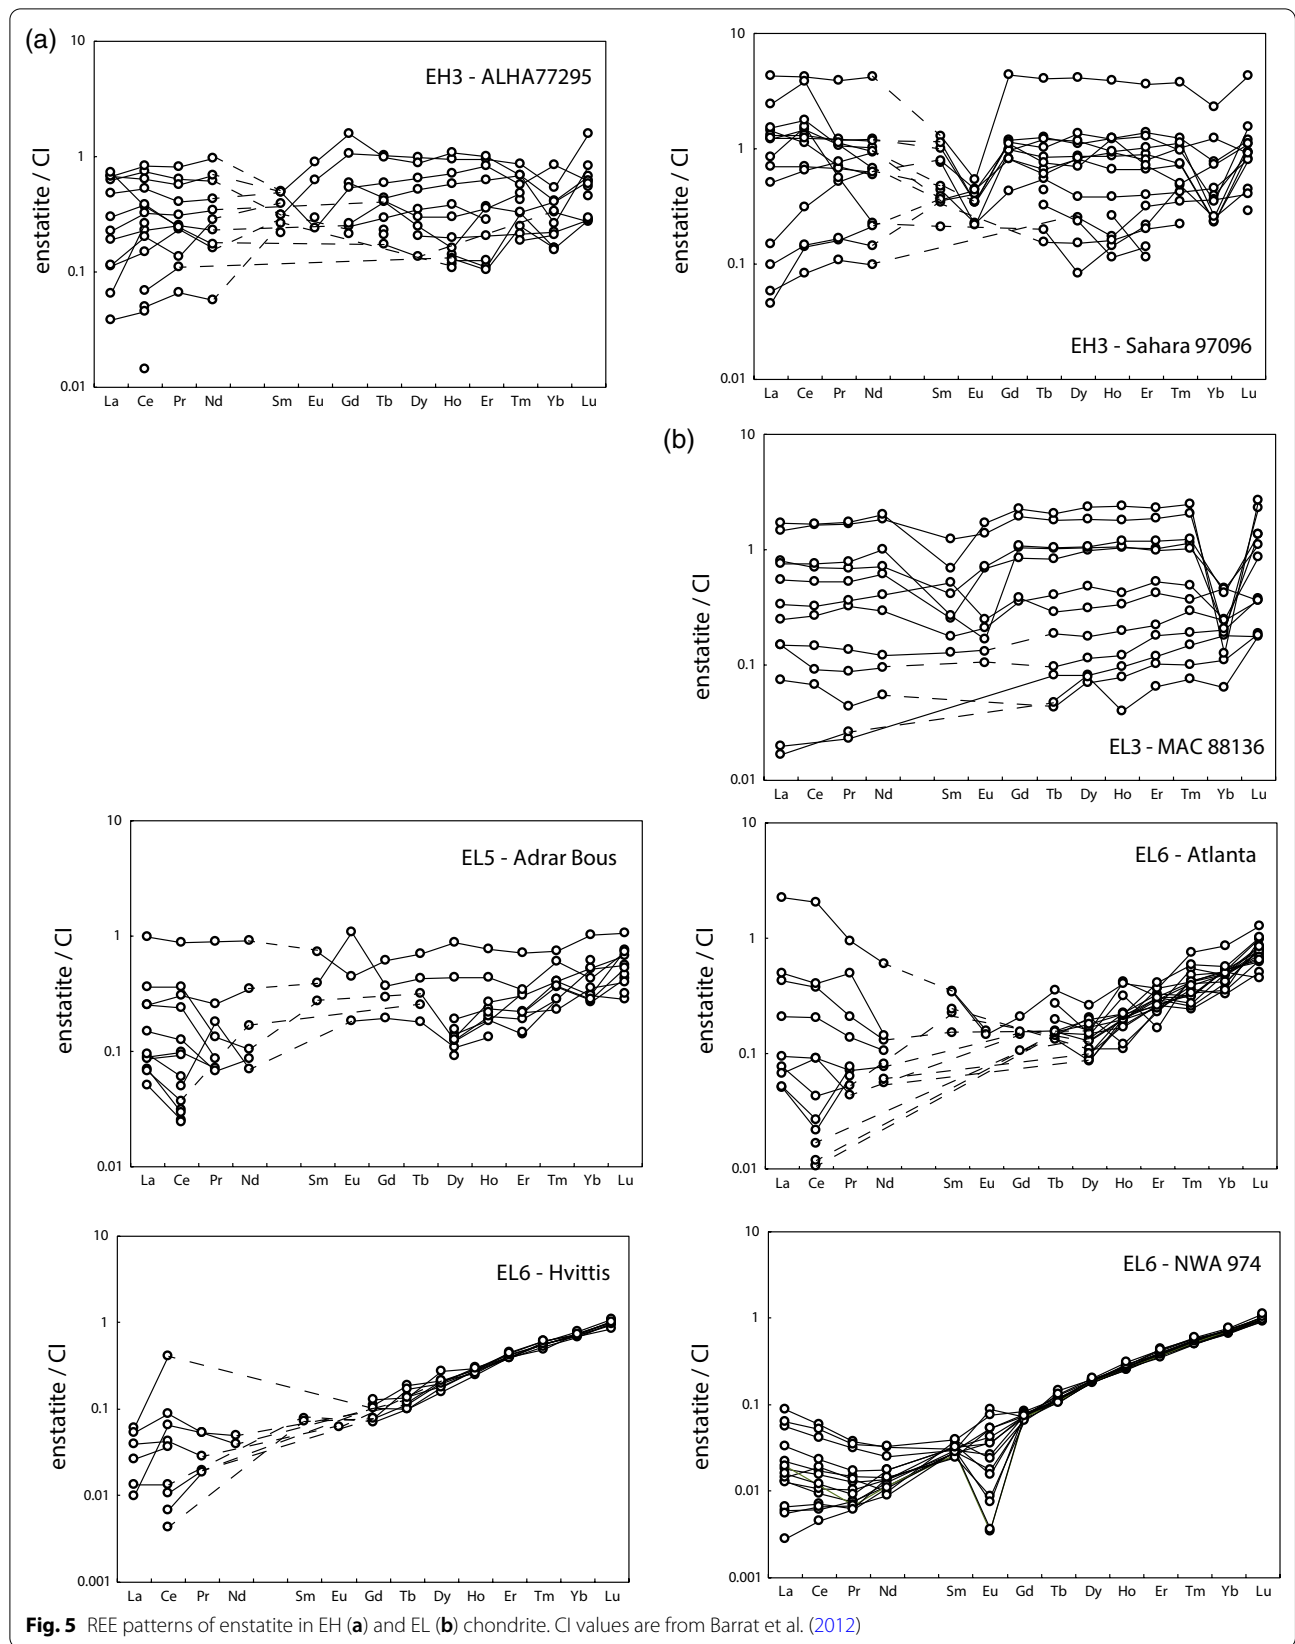 (a)
EH3 - ALHA77295
enstatite / CI
10
1
0.1
0.01
La Ce Pr Nd Sm Eu Gd Tb Dy Ho Er Tm Yb Lu
EH3 - Sahara 97096
enstatite / CI
10
1
0.1
0.01
La Ce Pr Nd Sm Eu Gd Tb Dy Ho Er Tm Yb Lu
(b)
EL3 - MAC 88136
enstatite / CI
10
1
0.1
0.01
La Ce Pr Nd Sm Eu Gd Tb Dy Ho Er Tm Yb Lu
EL5 - Adrar Bous
enstatite / CI
10
1
0.1
0.01
La Ce Pr Nd Sm Eu Gd Tb Dy Ho Er Tm Yb Lu
EL6 - Atlanta
enstatite / CI
10
1
0.1
0.01
La Ce Pr Nd Sm Eu Gd Tb Dy Ho Er Tm Yb Lu
EL6 - Hvittis
enstatite / CI
10
1
0.1
0.01
0.001
La Ce Pr Nd Sm Eu Gd Tb Dy Ho Er Tm Yb Lu
EL6 - NWA 974
enstatite / CI
10
1
0.1
0.01
0.001
La Ce Pr Nd Sm Eu Gd Tb Dy Ho Er Tm Yb Lu
Fig. 5 REE patterns of enstatite in EH (a) and EL (b) chondrite. CI values are from Barrat et al. (2012)